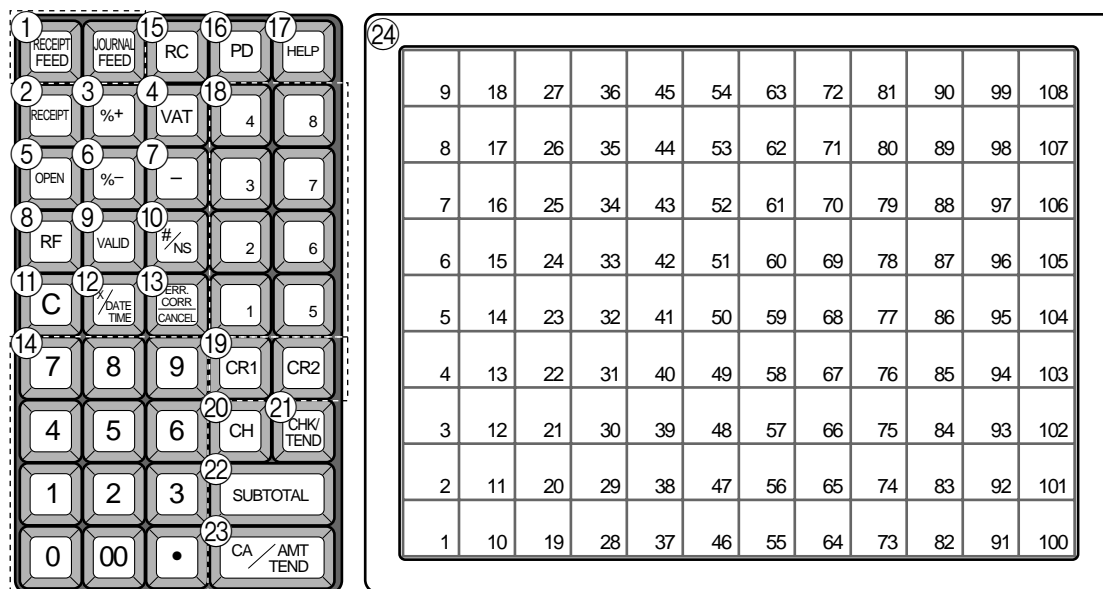 ① ⑮ ⑯ ⑰ ㉔
RECEIPT FEED JOURNAL FEED RC PD HELP
② ③ ④ ⑱
RECEIPT %+ VAT 4 8
⑤ ⑥ ⑦
OPEN %− − 3 7
⑧ ⑨ ⑩
RF VALID #/NS 2 6
⑪ ⑫ ⑬
C X/DATE TIME ERR. CORR CANCEL 1 5
⑭ ⑲
7 8 9 CR1 CR2
⑳ ㉑
4 5 6 CH CHK/TEND
㉒
1 2 3 SUBTOTAL
㉓
0 00 • CA/AMT TEND
9 18 27 36 45 54 63 72 81 90 99 108
8 17 26 35 44 53 62 71 80 89 98 107
7 16 25 34 43 52 61 70 79 88 97 106
6 15 24 33 42 51 60 69 78 87 96 105
5 14 23 32 41 50 59 68 77 86 95 104
4 13 22 31 40 49 58 67 76 85 94 103
3 12 21 30 39 48 57 66 75 84 93 102
2 11 20 29 38 47 56 65 74 83 92 101
1 10 19 28 37 46 55 64 73 82 91 100